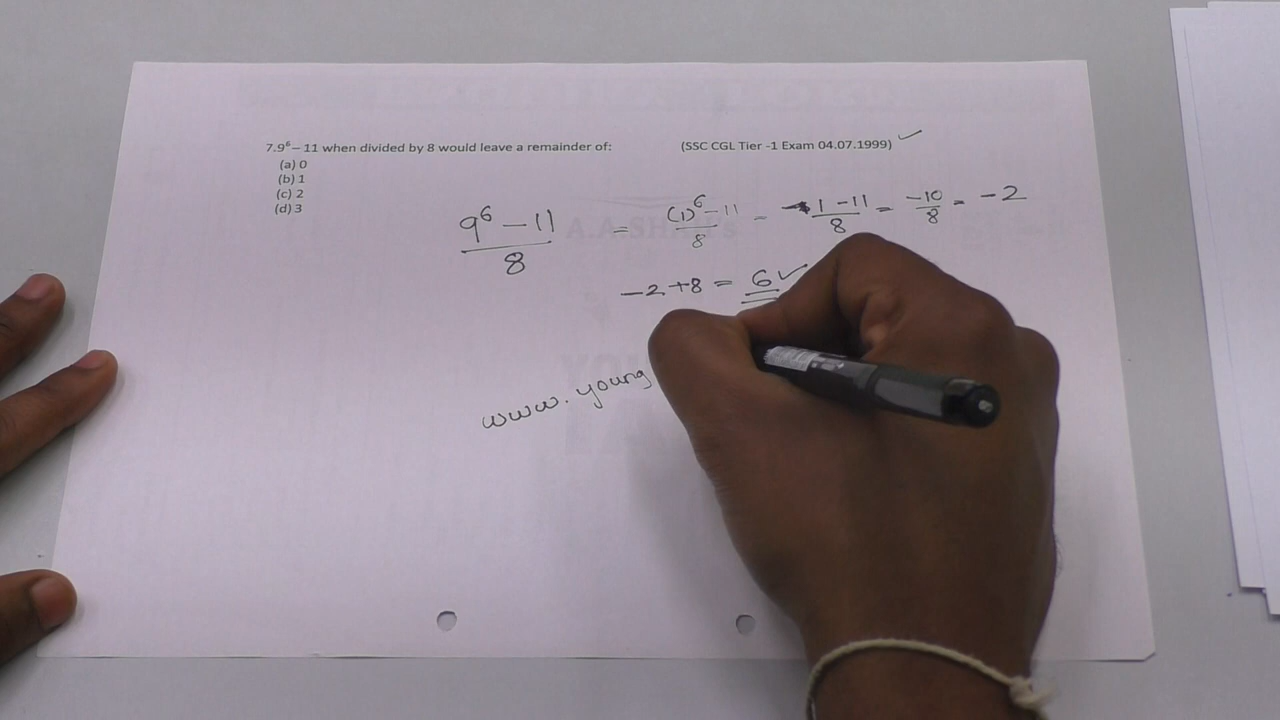 7.9⁶ – 11 when divided by 8 would leave a remainder of: (SSC CGL Tier -1 Exam 04.07.1999) ✓
(a) 0
(b) 1
(c) 2
(d) 3
9⁶ – 11 / 8 = (1)⁶ – 11 / 8 = 1 – 11 / 8 = –10 / 8 = –2
–2 + 8 = 6 ✓
www.young